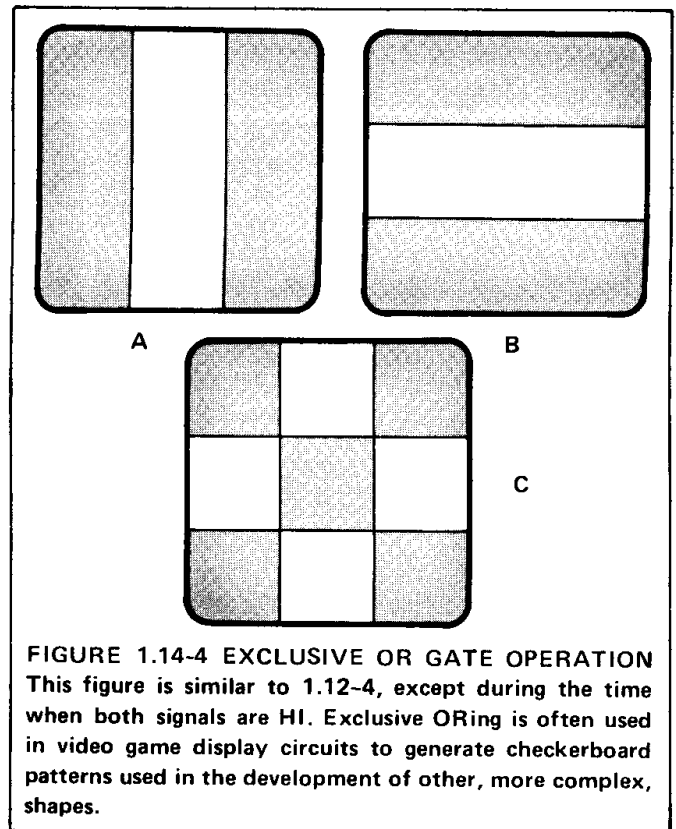 A
B
C
FIGURE 1.14-4 EXCLUSIVE OR GATE OPERATION
This figure is similar to 1.12-4, except during the time
when both signals are HI. Exclusive ORing is often used
in video game display circuits to generate checkerboard
patterns used in the development of other, more complex,
shapes.